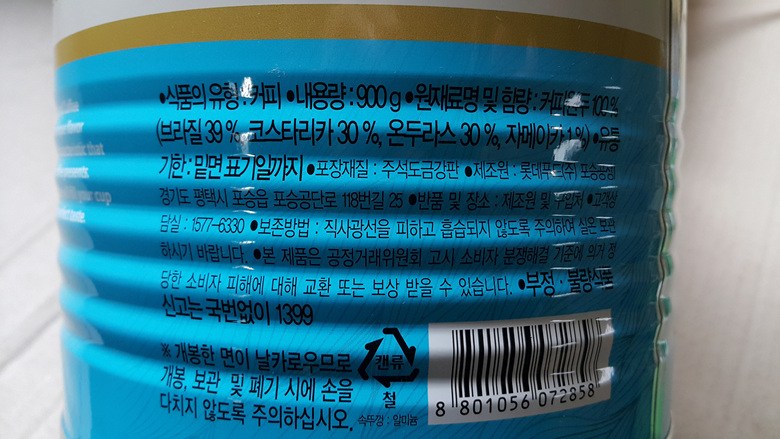 •식품의 유형 : 커피 •내용량 : 900 g •원재료명 및 함량 : 커피원두 100 %
(브라질 39 %, 코스타리카 30 %, 온두라스 30 %, 자메이카 1 %) •유통
기한 : 밑면 표기일까지 •포장재질 : 주석도금강판 •제조원 : 롯데푸드(주) 포승공장
경기도 평택시 포승읍 포승공단로 118번길 25 •반품 및 장소 : 제조원 및 구입처 •고객상
담실 : 1577-6330 •보존방법 : 직사광선을 피하고 흡습되지 않도록 주의하여 실온 보관
하시기 바랍니다. •본 제품은 공정거래위원회 고시 소비자 분쟁해결 기준에 의거 정
당한 소비자 피해에 대해 교환 또는 보상 받을 수 있습니다. •부정 · 불량식품
신고는 국번없이 1399
※ 개봉한 면이 날카로우므로
개봉, 보관 및 폐기 시에 손을
다치지 않도록 주의하십시오.
캔류
철
속뚜껑 : 알미늄
8 801056 072858
that
cup